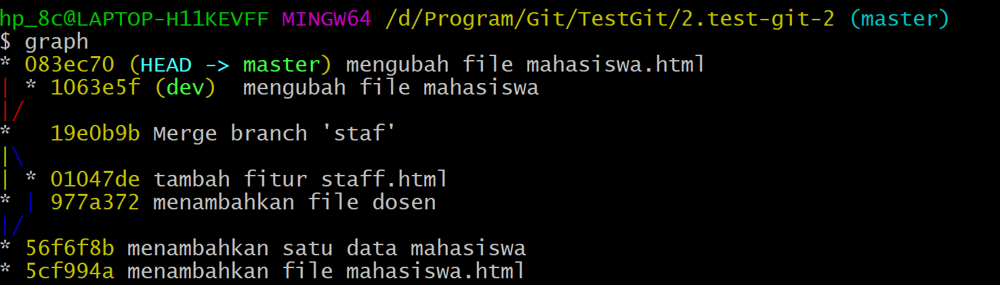 hp_8c@LAPTOP-H11KEVFF MINGW64 /d/Program/Git/TestGit/2.test-git-2 (master)
$ graph
* 083ec70 (HEAD -> master) mengubah file mahasiswa.html
| * 1063e5f (dev)  mengubah file mahasiswa
|/
*   19e0b9b Merge branch 'staf'
|\
| * 01047de tambah fitur staff.html
* | 977a372 menambahkan file dosen
|/
* 56f6f8b menambahkan satu data mahasiswa
* 5cf994a menambahkan file mahasiswa.html